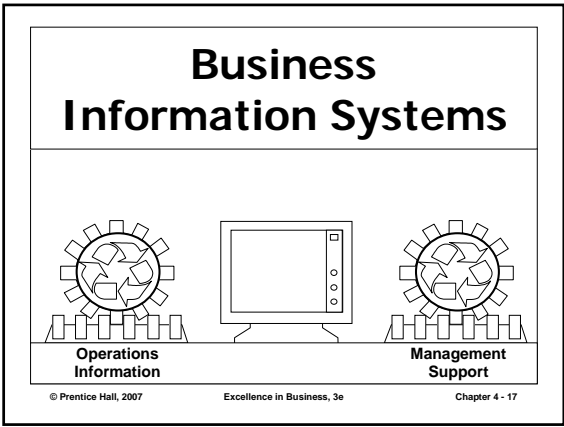 Business
Information Systems
Operations
Information
Management
Support
© Prentice Hall, 2007 Excellence in Business, 3e Chapter 4 - 17